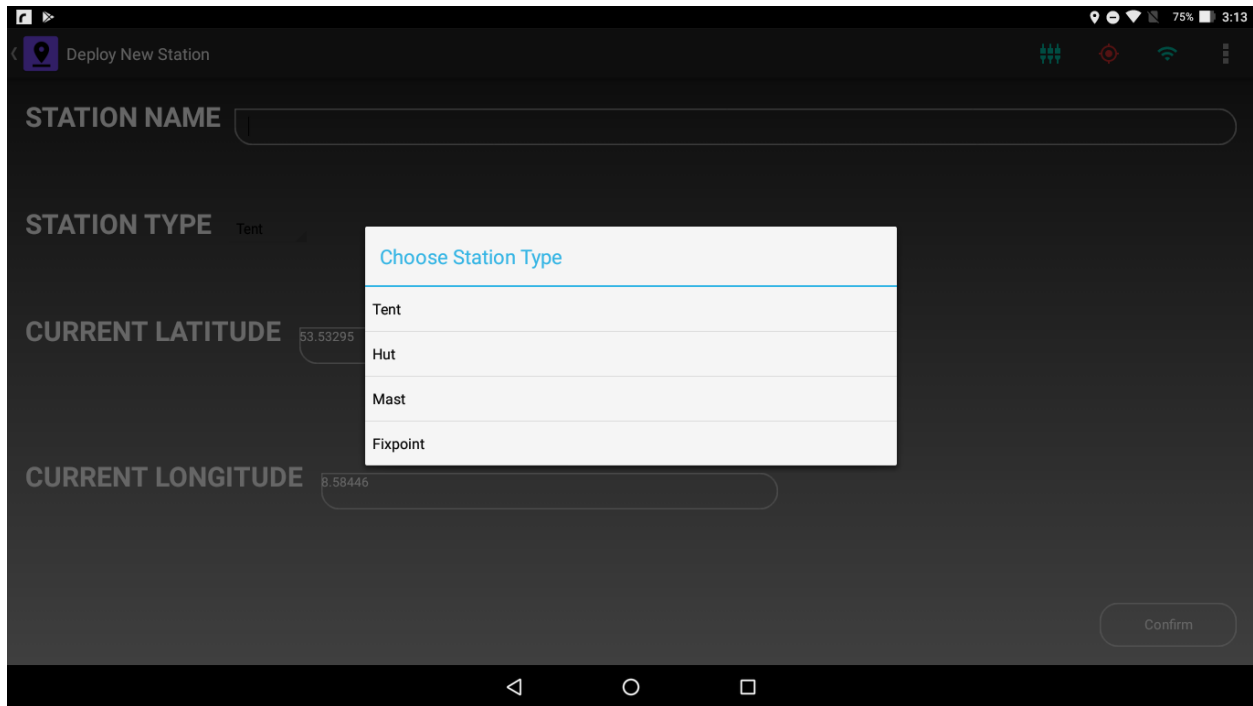 75% 3:13
Deploy New Station
STATION NAME
STATION TYPE Tent
Choose Station Type
Tent
Hut
Mast
Fixpoint
CURRENT LATITUDE 53.53295
CURRENT LONGITUDE 8.58446
Confirm